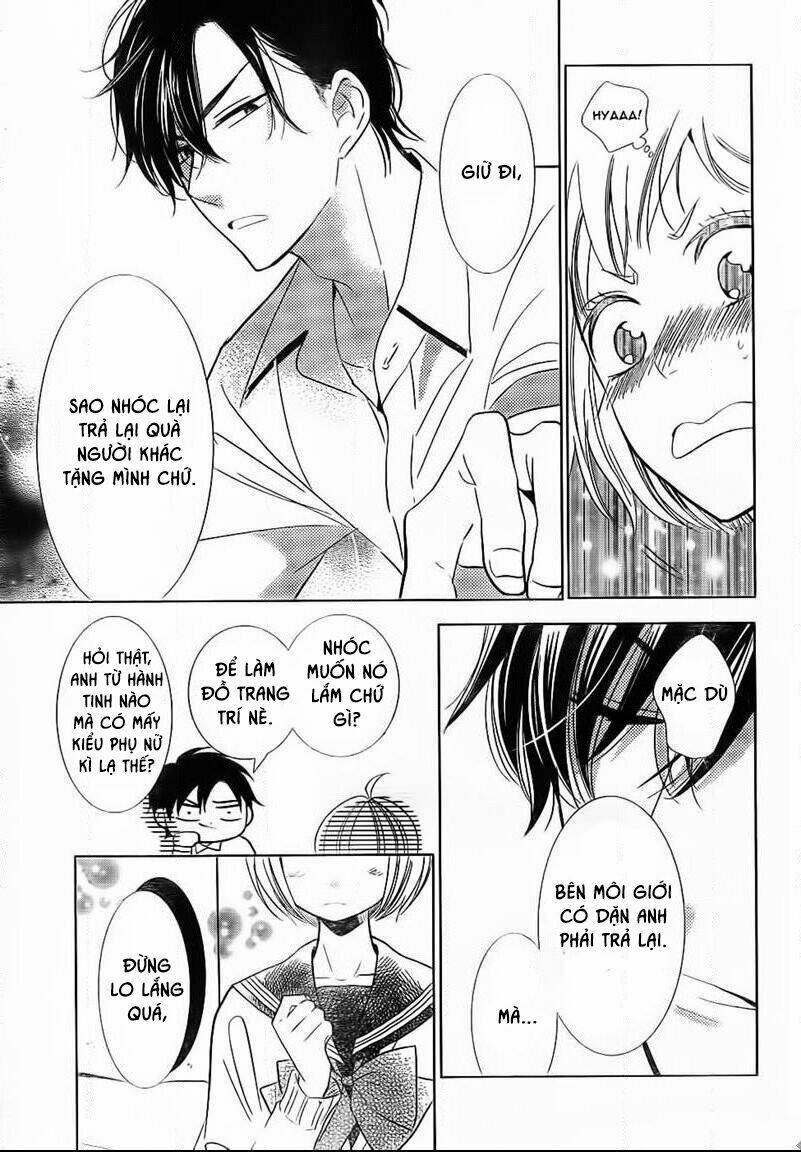 HYAAA!
GIỮ ĐI,
SAO NHÓC LẠI
TRẢ LẠI QUÀ
NGƯỜI KHÁC
TẶNG MÌNH CHỨ.
MẶC DÙ
BÊN MÔI GIỚI
CÓ DẶN ANH
PHẢI TRẢ LẠI.
MÀ...
NHÓC
MUỐN NÓ
LẮM CHỨ
GÌ?
ĐỂ LÀM
ĐỒ TRANG
TRÍ NÈ.
HỎI THẬT,
ANH TỪ HÀNH
TINH NÀO
MÀ CÓ MẤY
KIỂU PHỤ NỮ
KÌ LẠ THẾ?
ĐỪNG
LO LẮNG
QUÁ,